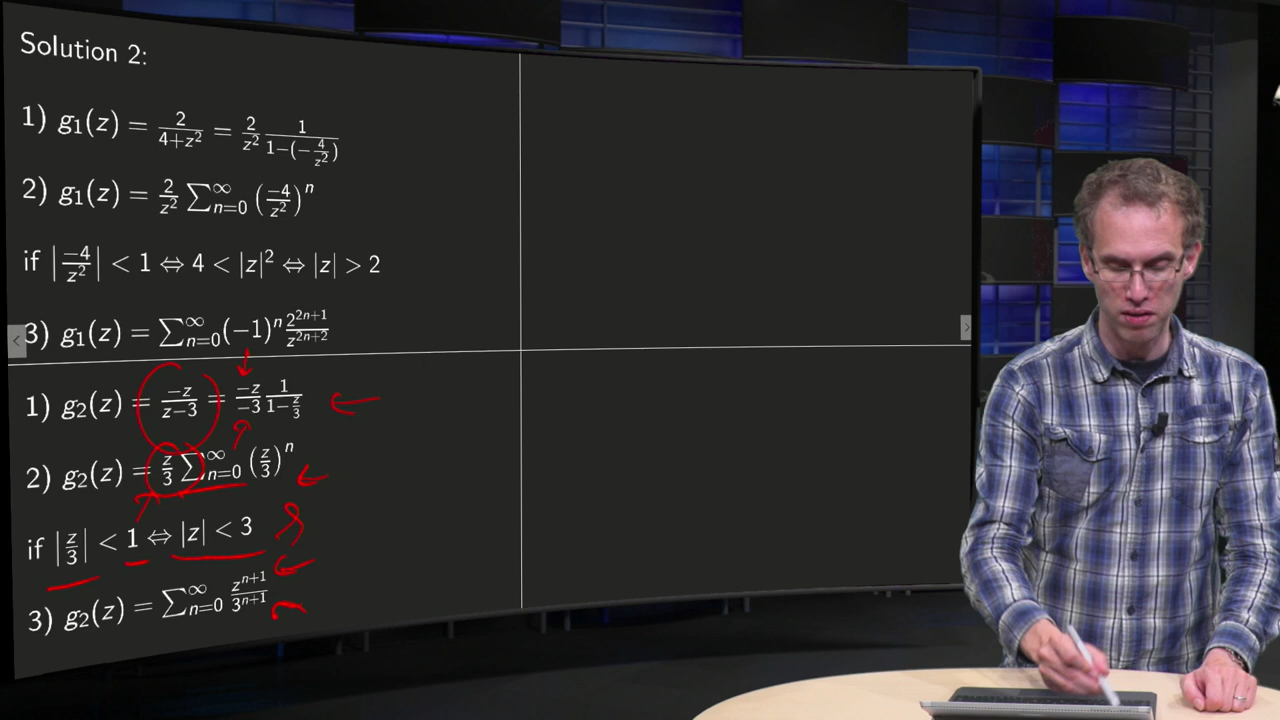 Solution 2:
1) g₁(z) = 2/(4+z²) = 2/z² 1/(1−(−4/z²))
2) g₁(z) = 2/z² ∑_{n=0}^{∞} (−4/z²)ⁿ
if |−4/z²| < 1 ⇔ 4 < |z|² ⇔ |z| > 2
3) g₁(z) = ∑_{n=0}^{∞} (−1)ⁿ 2^{2n+1}/z^{2n+2}
1) g₂(z) = −z/(z−3) = −z/−3 1/(1−z/3)
2) g₂(z) = z/3 ∑_{n=0}^{∞} (z/3)ⁿ
if |z/3| < 1 ⇔ |z| < 3
3) g₂(z) = ∑_{n=0}^{∞} z^{n+1}/3^{n+1}